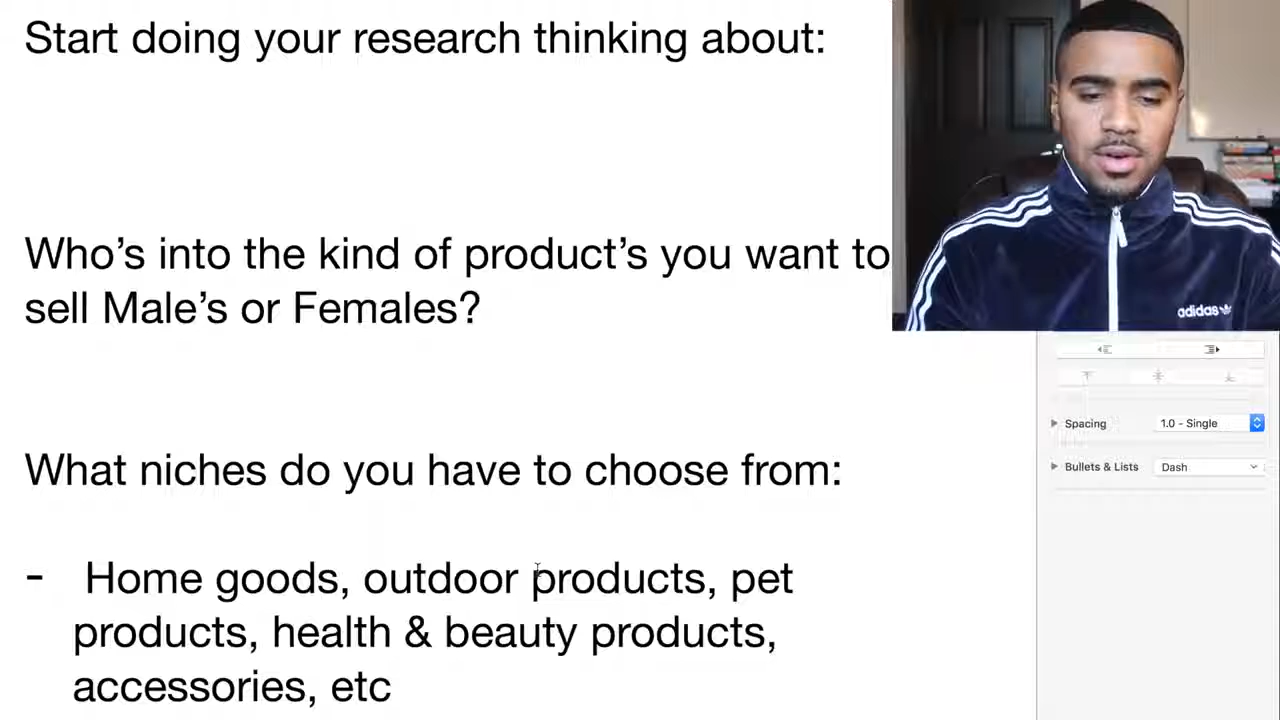 Start doing your research thinking about:
Who's into the kind of product's you want to
sell Male's or Females?
What niches do you have to choose from:
- Home goods, outdoor products, pet
products, health & beauty products,
accessories, etc
adidas
Spacing
1.0 - Single
Bullets & Lists
Dash